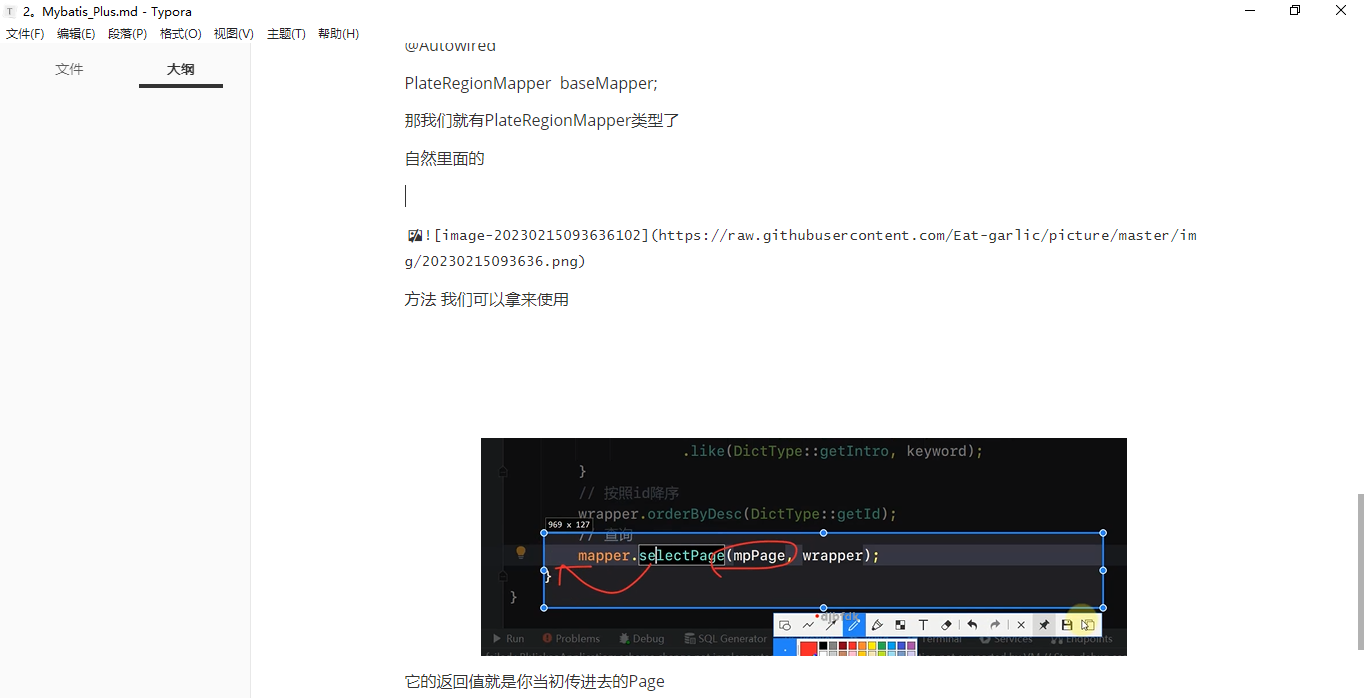 2。Mybatis_Plus.md - Typora
文件(F) 编辑(E) 段落(P) 格式(O) 视图(V) 主题(T) 帮助(H)
文件 大纲
@Autowired
PlateRegionMapper baseMapper;
那我们就有PlateRegionMapper类型了
自然里面的
![image-20230215093636102](https://raw.githubusercontent.com/Eat-garlic/picture/master/im
g/20230215093636.png)
方法 我们可以拿来使用
.like(DictType::getIntro, keyword);
}
// 按照id降序
wrapper.orderByDesc(DictType::getId);
969 x 127
// 查询
mapper.selectPage(mpPage, wrapper);
}
}
djbfdk
Run Problems Debug SQL Generator Terminal Services Endpoints
它的返回值就是你当初传进去的Page